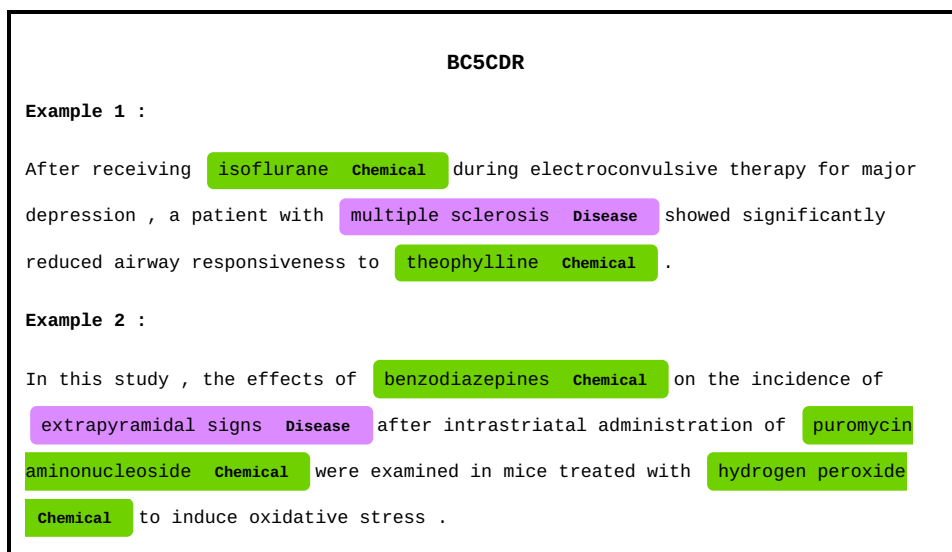 BC5CDR
Example 1 :
After receiving isoflurane Chemical during electroconvulsive therapy for major
depression , a patient with multiple sclerosis Disease showed significantly
reduced airway responsiveness to theophylline Chemical .
Example 2 :
In this study , the effects of benzodiazepines Chemical on the incidence of
extrapyramidal signs Disease after intrastriatal administration of puromycin
aminonucleoside Chemical were examined in mice treated with hydrogen peroxide
Chemical to induce oxidative stress .